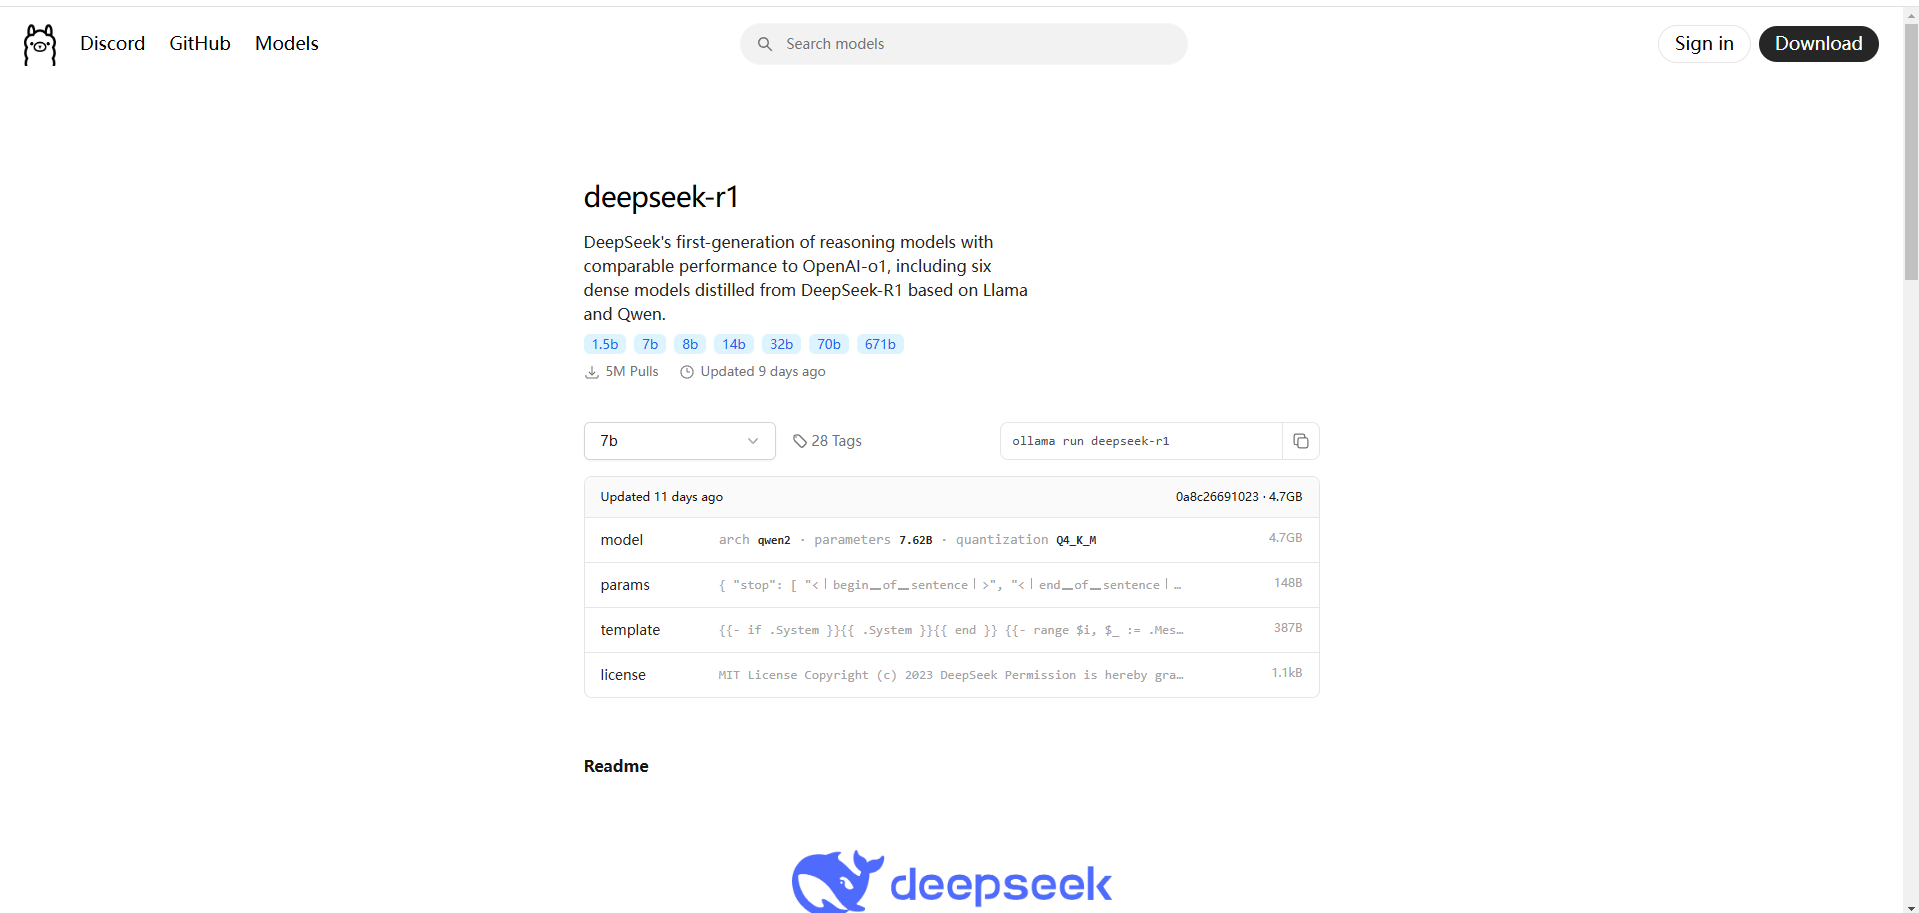 Discord GitHub Models Search models Sign in Download
deepseek-r1
DeepSeek's first-generation of reasoning models with
comparable performance to OpenAI-o1, including six
dense models distilled from DeepSeek-R1 based on Llama
and Qwen.
1.5b 7b 8b 14b 32b 70b 671b
5M Pulls Updated 9 days ago
7b 28 Tags ollama run deepseek-r1
Updated 11 days ago 0a8c26691023 · 4.7GB
model arch qwen2 · parameters 7.62B · quantization Q4_K_M 4.7GB
params { "stop": [ "<｜begin▁of▁sentence｜>", "<｜end▁of▁sentence｜… 148B
template {{- if .System }}{{ .System }}{{ end }} {{- range $i, $_ := .Mes… 387B
license MIT License Copyright (c) 2023 DeepSeek Permission is hereby gra… 1.1kB
Readme
deepseek